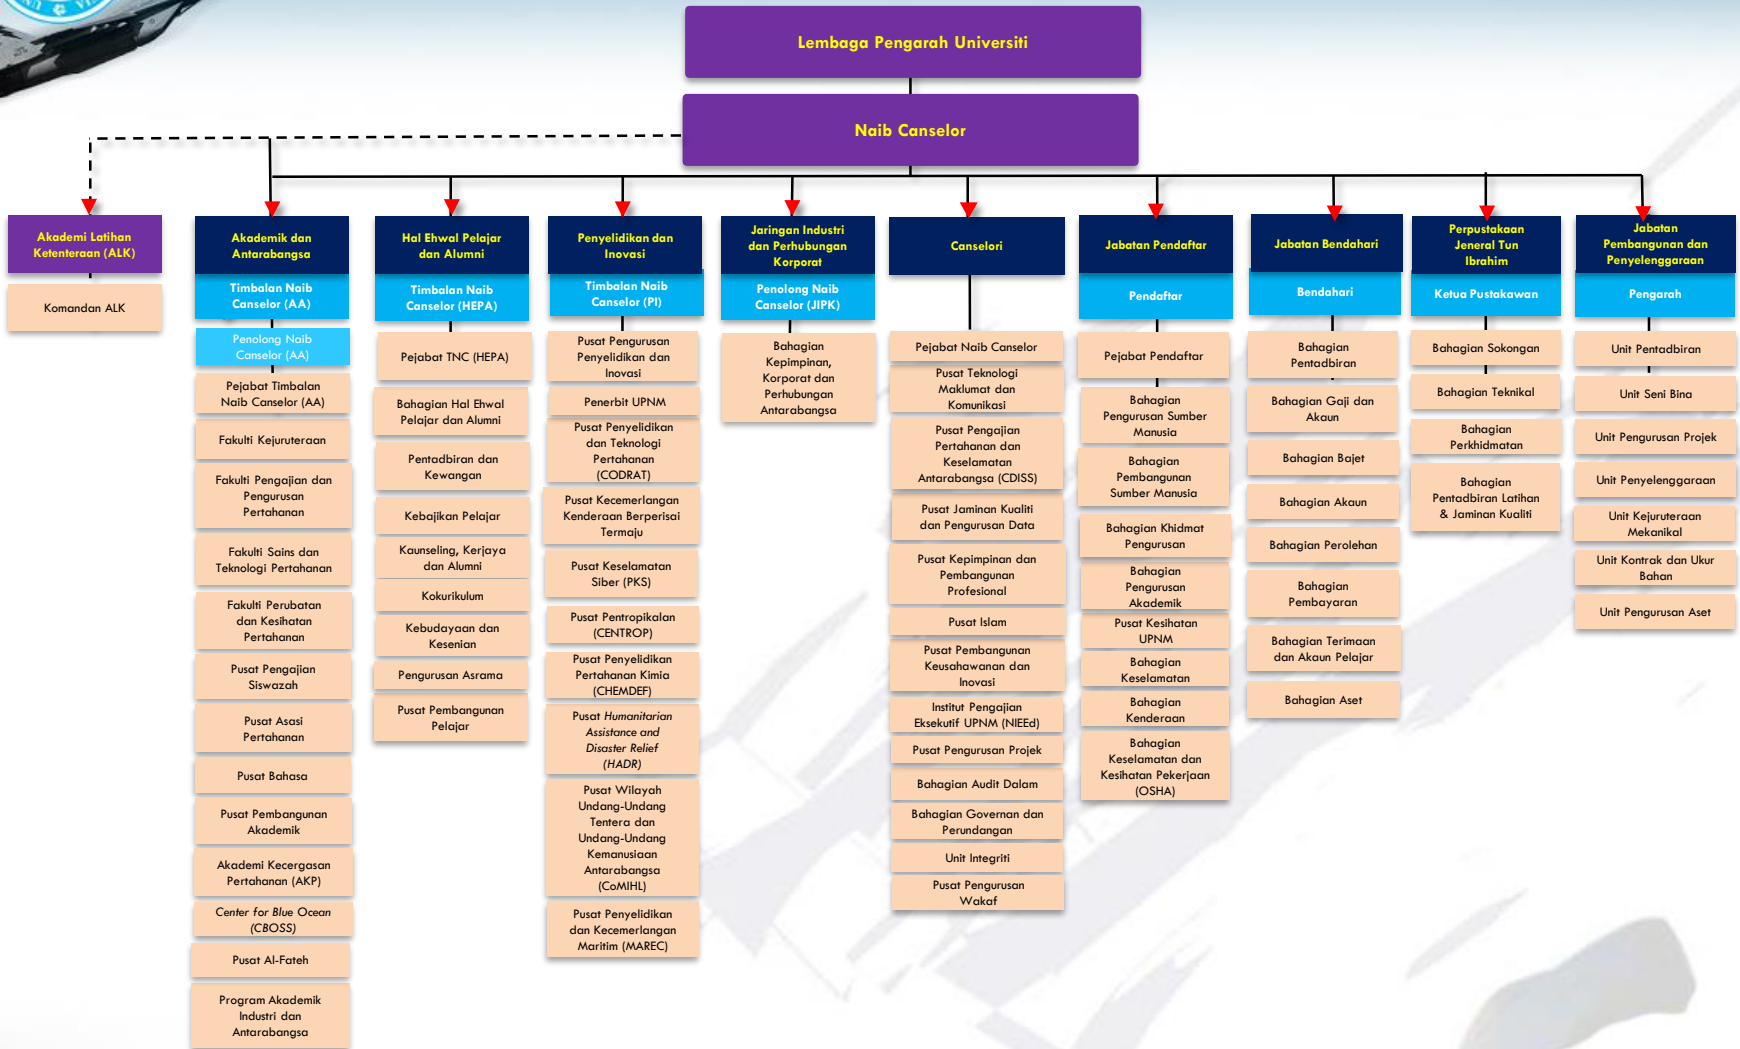 Lembaga Pengarah Universiti
Naib Canselor
Akademi Latihan
Ketenteraan (ALK)
Komandan ALK
Akademik dan
Antarabangsa
Timbalan Naib
Canselor (AA)
Penolong Naib
Canselor (AA)
Pejabat Timbalan
Naib Canselor (AA)
Fakulti Kejuruteraan
Fakulti Pengajian dan
Pengurusan
Pertahanan
Fakulti Sains dan
Teknologi Pertahanan
Fakulti Perubatan
dan Kesihatan
Pertahanan
Pusat Pengajian
Siswazah
Pusat Asasi
Pertahanan
Pusat Bahasa
Pusat Pembangunan
Akademik
Akademi Kecergasan
Pertahanan (AKP)
Center for Blue Ocean
(CBOSS)
Pusat Al-Fateh
Program Akademik
Industri dan
Antarabangsa
Hal Ehwal Pelajar
dan Alumni
Timbalan Naib
Canselor (HEPA)
Pejabat TNC (HEPA)
Bahagian Hal Ehwal
Pelajar dan Alumni
Pentadbiran dan
Kewangan
Kebajikan Pelajar
Kaunseling, Kerjaya
dan Alumni
Kokurikulum
Kebudayaan dan
Kesenian
Pengurusan Asrama
Pusat Pembangunan
Pelajar
Penyelidikan dan
Inovasi
Timbalan Naib
Canselor (PI)
Pusat Pengurusan
Penyelidikan dan
Inovasi
Penerbit UPNM
Pusat Penyelidikan
dan Teknologi
Pertahanan
(CODRAT)
Pusat Kecemerlangan
Kenderaan Berperisai
Termaju
Pusat Keselamatan
Siber (PKS)
Pusat Pentropikalan
(CENTROP)
Pusat Penyelidikan
Pertahanan Kimia
(CHEMDEF)
Pusat Humanitarian
Assistance and
Disaster Relief
(HADR)
Pusat Wilayah
Undang-Undang
Tentera dan
Undang-Undang
Kemanusiaan
Antarabangsa
(CoMIHL)
Pusat Penyelidikan
dan Kecemerlangan
Maritim (MAREC)
Jaringan Industri
dan Perhubungan
Korporat
Penolong Naib
Canselor (JIPK)
Bahagian
Kepimpinan,
Korporat dan
Perhubungan
Antarabangsa
Canselori
Pejabat Naib Canselor
Pusat Teknologi
Maklumat dan
Komunikasi
Pusat Pengajian
Pertahanan dan
Keselamatan
Antarabangsa (CDISS)
Pusat Jaminan Kualiti
dan Pengurusan Data
Pusat Kepimpinan dan
Pembangunan
Profesional
Pusat Islam
Pusat Pembangunan
Keusahawanan dan
Inovasi
Institut Pengajian
Eksekutif UPNM (NIEEd)
Pusat Pengurusan Projek
Bahagian Audit Dalam
Bahagian Governan dan
Perundangan
Unit Integriti
Pusat Pengurusan
Wakaf
Jabatan Pendaftar
Pendaftar
Pejabat Pendaftar
Bahagian
Pengurusan Sumber
Manusia
Bahagian
Pembangunan
Sumber Manusia
Bahagian Khidmat
Pengurusan
Bahagian
Pengurusan
Akademik
Pusat Kesihatan
UPNM
Bahagian
Keselamatan
Bahagian
Kenderaan
Bahagian
Keselamatan dan
Kesihatan Pekerjaan
(OSHA)
Jabatan Bendahari
Bendahari
Bahagian
Pentadbiran
Bahagian Gaji dan
Akaun
Bahagian Bajet
Bahagian Akaun
Bahagian Perolehan
Bahagian
Pembayaran
Bahagian Terimaan
dan Akaun Pelajar
Bahagian Aset
Perpustakaan
Jeneral Tun
Ibrahim
Ketua Pustakawan
Bahagian Sokongan
Bahagian Teknikal
Bahagian
Perkhidmatan
Bahagian
Pentadbiran Latihan
& Jaminan Kualiti
Jabatan
Pembangunan dan
Penyelenggaraan
Pengarah
Unit Pentadbiran
Unit Seni Bina
Unit Pengurusan Projek
Unit Penyelenggaraan
Unit Kejuruteraan
Mekanikal
Unit Kontrak dan Ukur
Bahan
Unit Pengurusan Aset